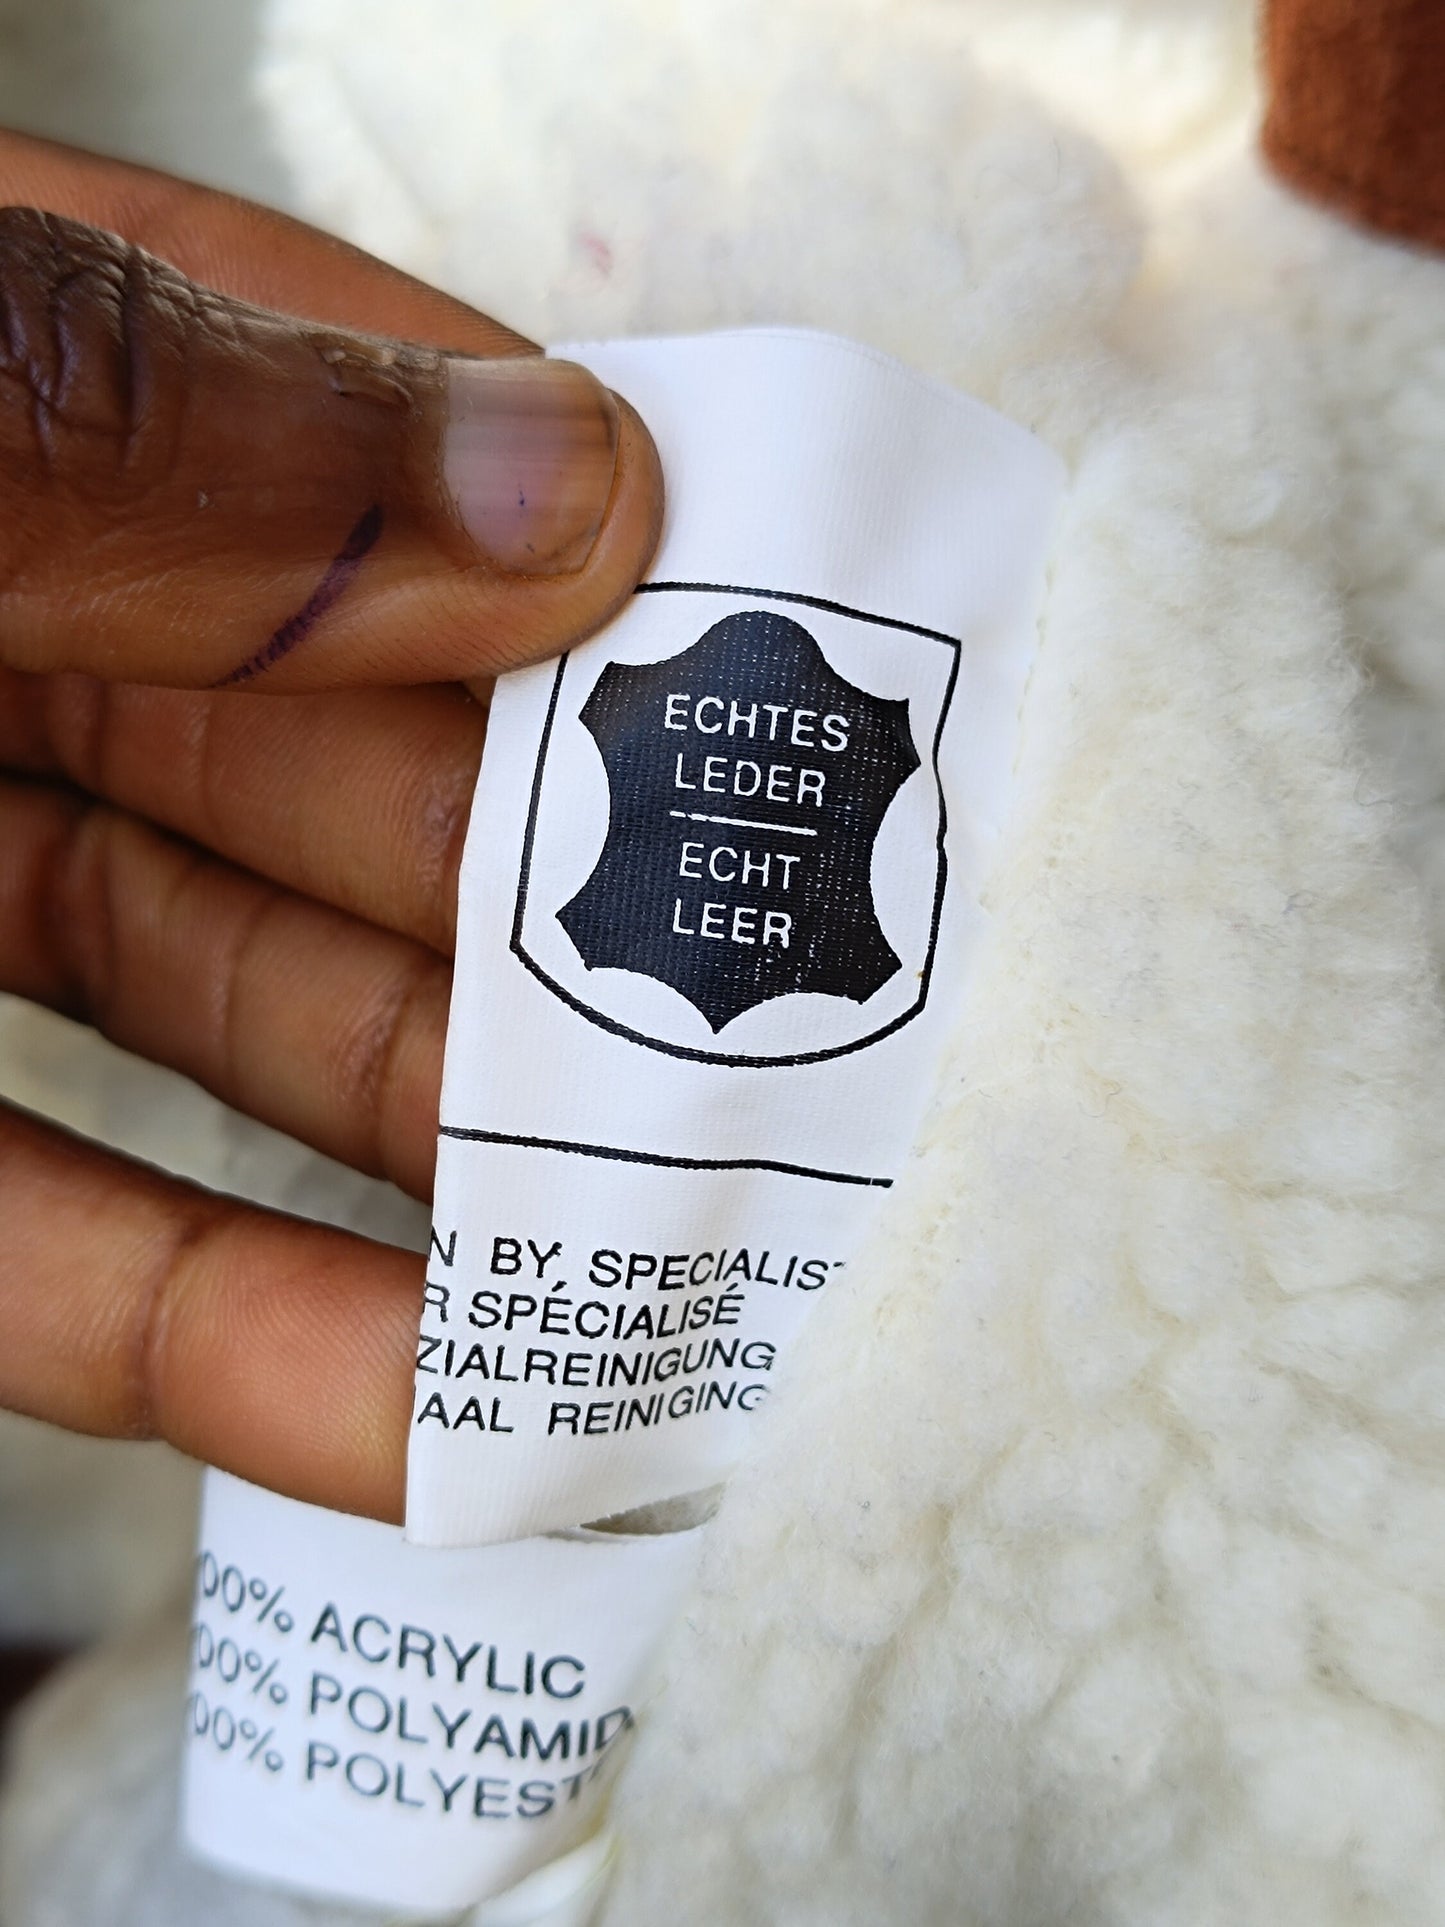 ECHTES
LEDER
ECHT
LEER
BY SPECIALIST
SPÉCIALISÉ
ZIALREINIGUNG
AAL REINIGING
00% ACRYLIC
00% POLYAMID
00% POLYEST